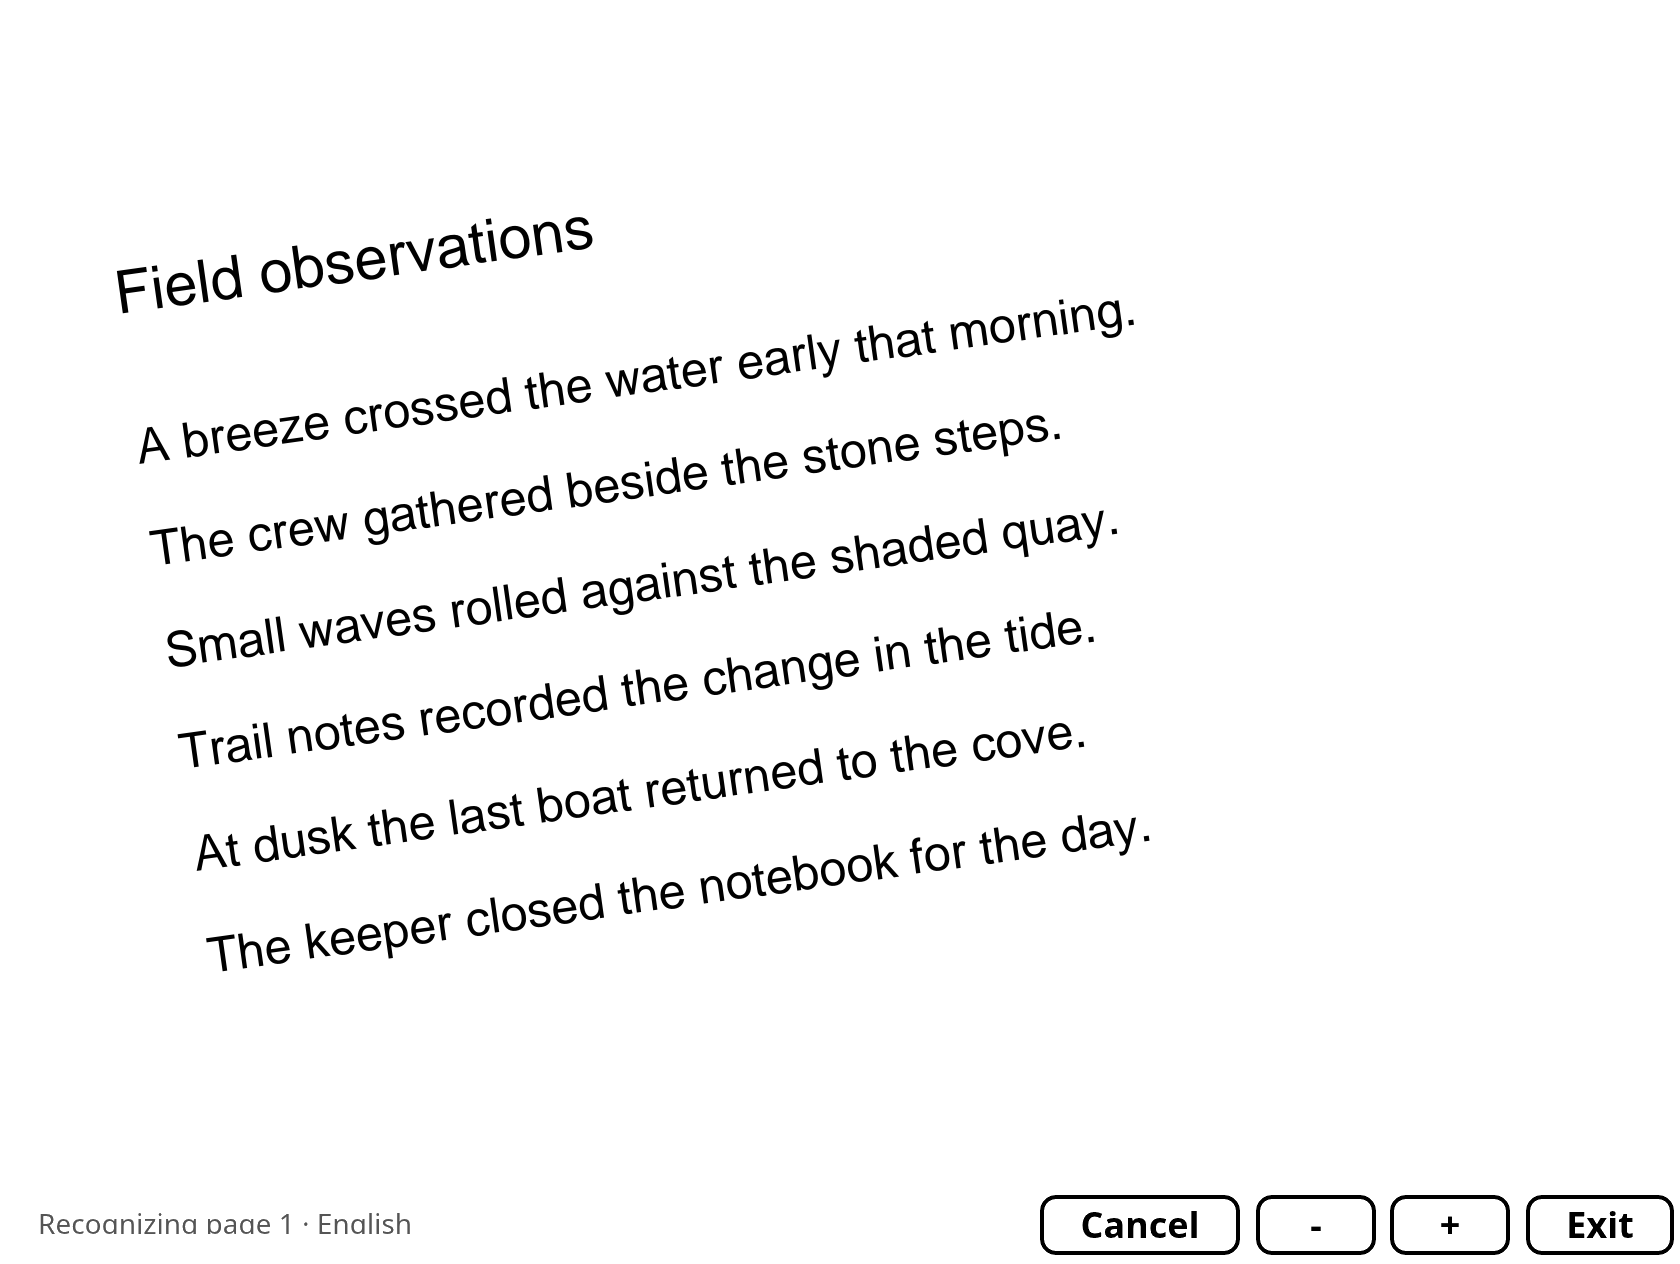 Field observations
A breeze crossed the water early that morning.
The crew gathered beside the stone steps.
Small waves rolled against the shaded quay.
Trail notes recorded the change in the tide.
At dusk the last boat returned to the cove.
The keeper closed the notebook for the day.
Recognizing page 1 · English
Cancel - + Exit